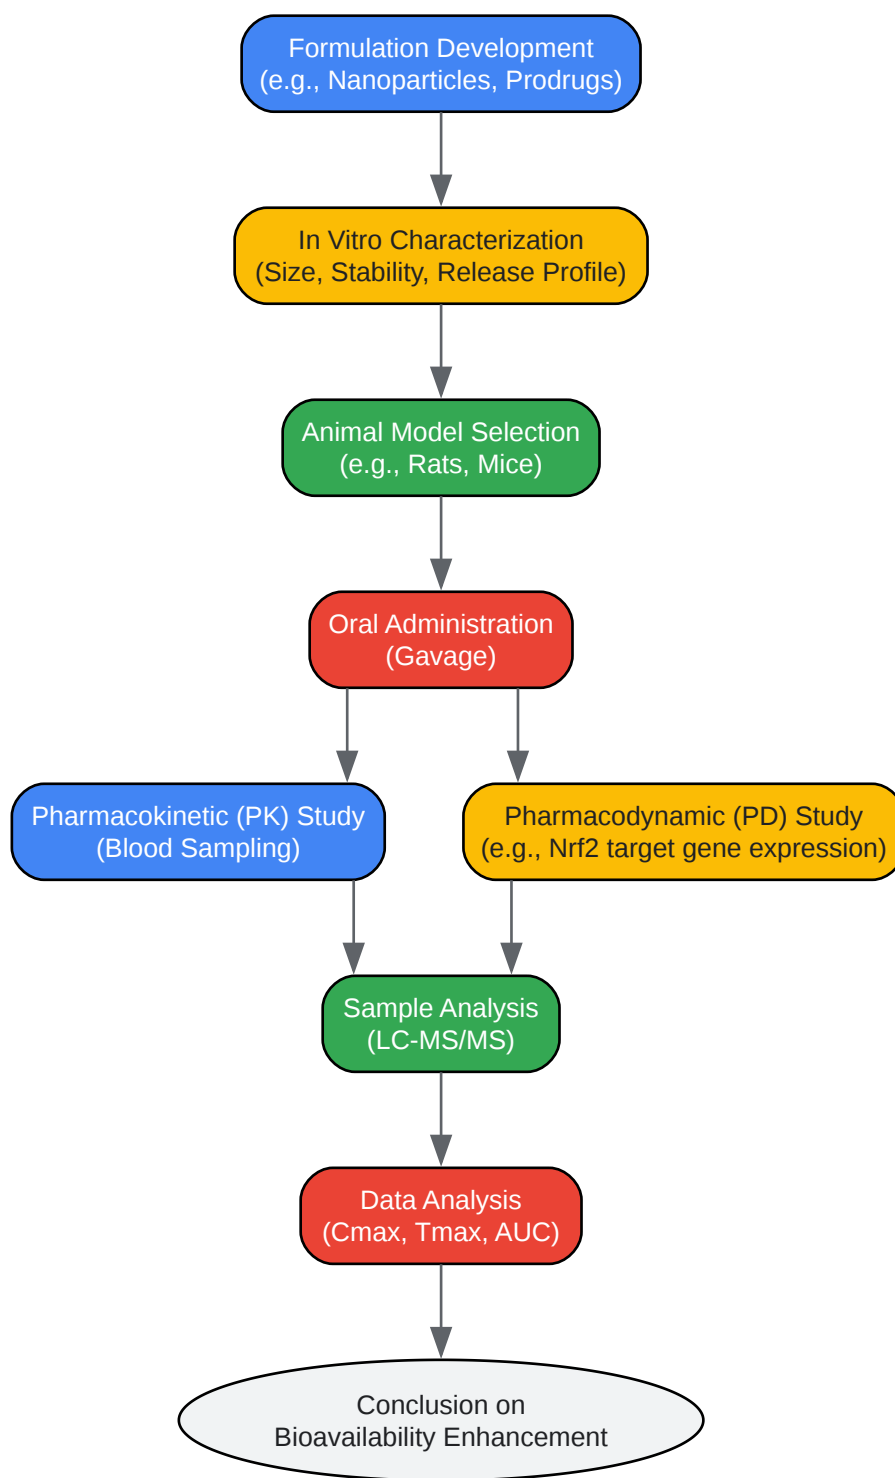 Formulation Development
(e.g., Nanoparticles, Prodrugs)
In Vitro Characterization
(Size, Stability, Release Profile)
Animal Model Selection
(e.g., Rats, Mice)
Oral Administration
(Gavage)
Pharmacokinetic (PK) Study
(Blood Sampling)
Pharmacodynamic (PD) Study
(e.g., Nrf2 target gene expression)
Sample Analysis
(LC-MS/MS)
Data Analysis
(Cmax, Tmax, AUC)
Conclusion on
Bioavailability Enhancement